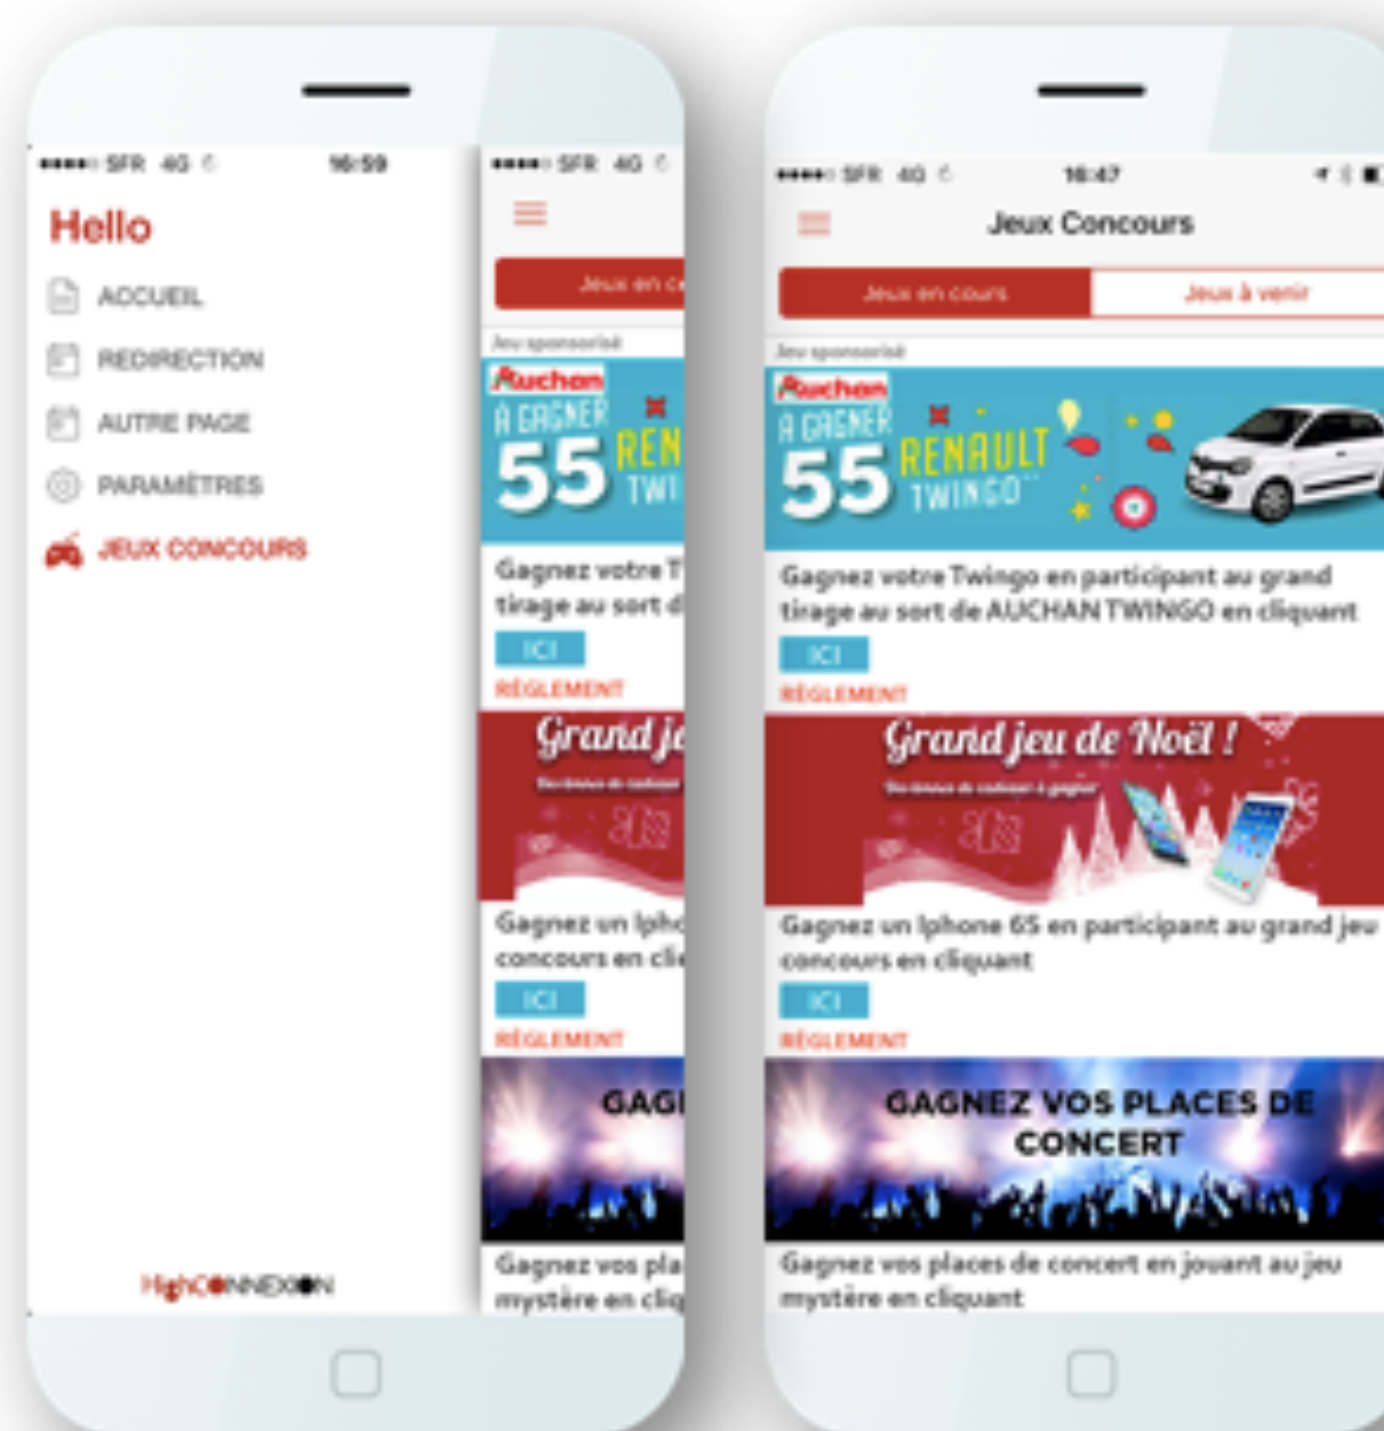 SFR 4G
16:59
Hello
ACCUEIL
REDIRECTION
AUTRE PAGE
PARAMÈTRES
JEUX CONCOURS
HighCONNEXION
SFR 4G
Jeux en c
Jeu sponsorisé
Auchan
À GAGNER
55 REN
TWI
Gagnez votre T
tirage au sort d
ICI
RÈGLEMENT
Grand je
Gagnez un Ipho
concours en cli
ICI
RÈGLEMENT
GAG
Gagnez vos pla
mystère en cliq
SFR 4G
16:47
Jeux Concours
Jeux en cours
Jeux à venir
Jeu sponsorisé
Auchan
À GAGNER
55 RENAULT
TWINGO
Gagnez votre Twingo en participant au grand
tirage au sort de AUCHAN TWINGO en cliquant
ICI
RÈGLEMENT
Grand jeu de Noël !
Gagnez un Iphone 6S en participant au grand jeu
concours en cliquant
ICI
RÈGLEMENT
GAGNEZ VOS PLACES DE
CONCERT
Gagnez vos places de concert en jouant au jeu
mystère en cliquant